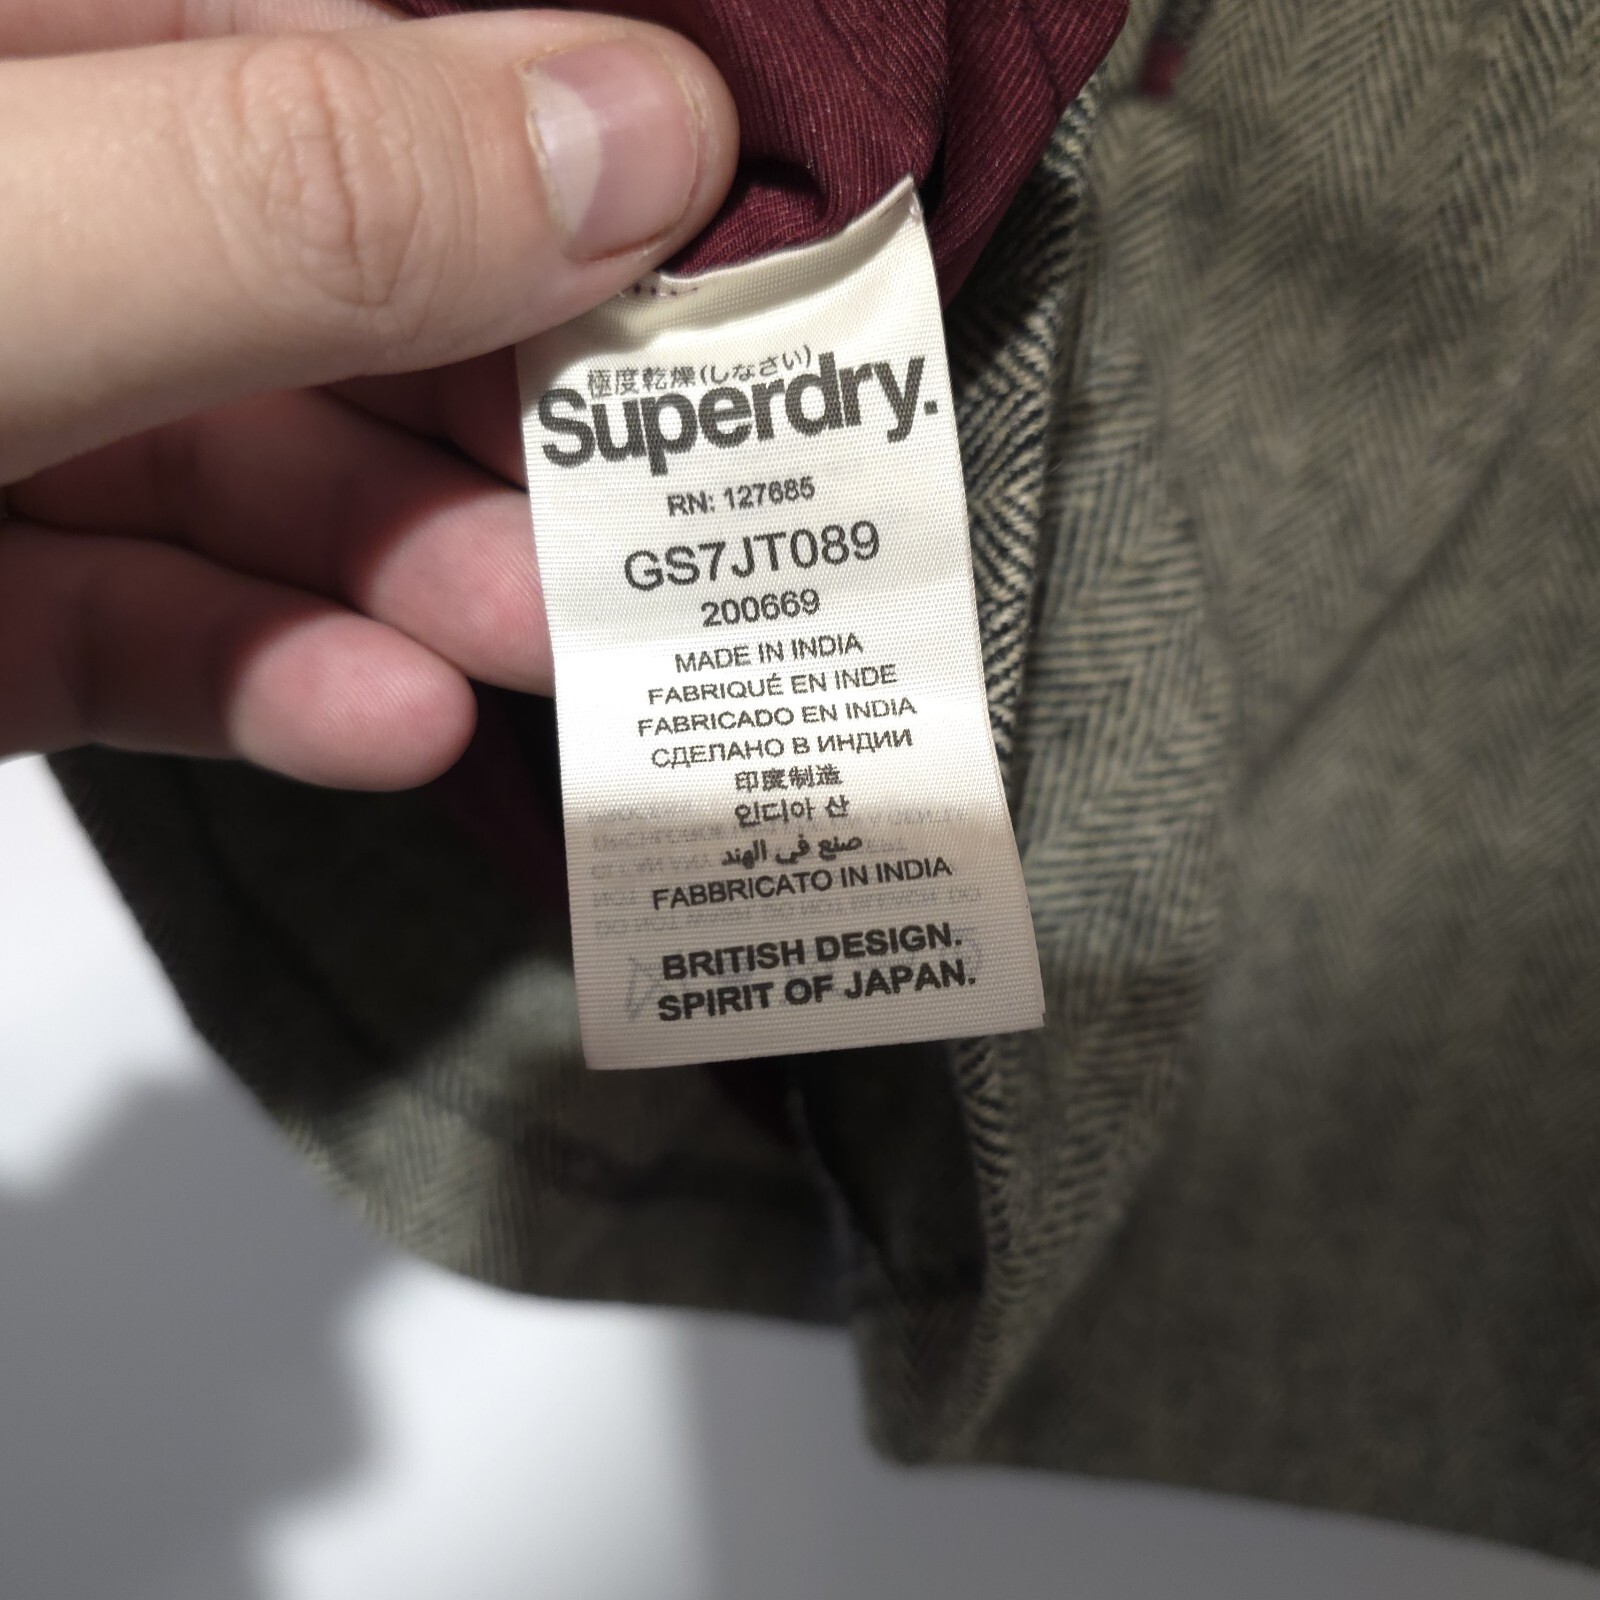 極度乾燥(しなさい)
Superdry.
RN: 127685
GS7JT089
200669
MADE IN INDIA
FABRIQUÉ EN INDE
FABRICADO EN INDIA
СДЕЛАНО В ИНДИИ
印度制造
인디아 산
صنع في الهند
FABBRICATO IN INDIA
BRITISH DESIGN.
SPIRIT OF JAPAN.